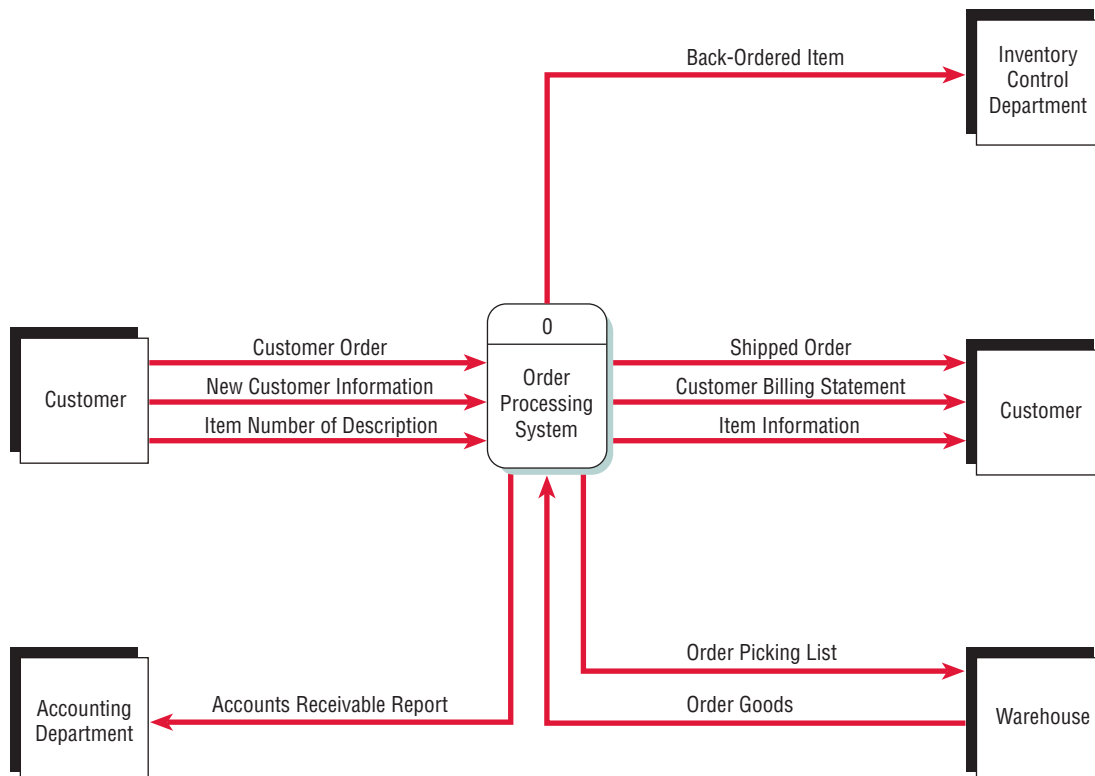 Back-Ordered Item
Inventory
Control
Department
0
Order
Processing
System
Customer
Customer Order
New Customer Information
Item Number of Description
Shipped Order
Customer Billing Statement
Item Information
Customer
Order Picking List
Order Goods
Warehouse
Accounts Receivable Report
Accounting
Department